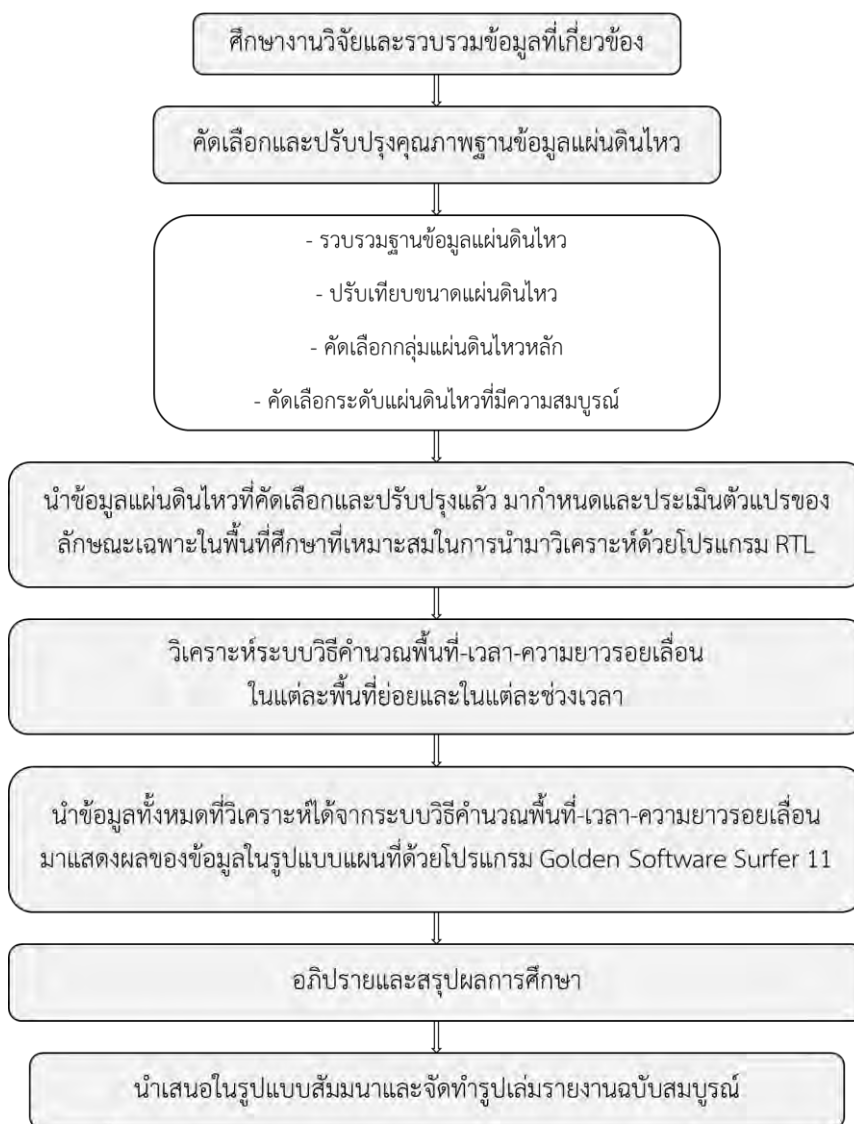 ศึกษางานวิจัยและรวบรวมข้อมูลที่เกี่ยวข้อง
คัดเลือกและปรับปรุงคุณภาพฐานข้อมูลแผ่นดินไหว
- รวบรวมฐานข้อมูลแผ่นดินไหว
- ปรับเทียบขนาดแผ่นดินไหว
- คัดเลือกกลุ่มแผ่นดินไหวหลัก
- คัดเลือกระดับแผ่นดินไหวที่มีความสมบูรณ์
นำข้อมูลแผ่นดินไหวที่คัดเลือกและปรับปรุงแล้ว มากำหนดและประเมินตัวแปรของ
ลักษณะเฉพาะในพื้นที่ศึกษาที่เหมาะสมในการนำมาวิเคราะห์ด้วยโปรแกรม RTL
วิเคราะห์ระบบวิธีคำนวณพื้นที่-เวลา-ความยาวรอยเลื่อน
ในแต่ละพื้นที่ย่อยและในแต่ละช่วงเวลา
นำข้อมูลทั้งหมดที่วิเคราะห์ได้จากระบบวิธีคำนวณพื้นที่-เวลา-ความยาวรอยเลื่อน
มาแสดงผลของข้อมูลในรูปแบบแผนที่ด้วยโปรแกรม Golden Software Surfer 11
อภิปรายและสรุปผลการศึกษา
นำเสนอในรูปแบบสัมมนาและจัดทำรูปเล่มรายงานฉบับสมบูรณ์